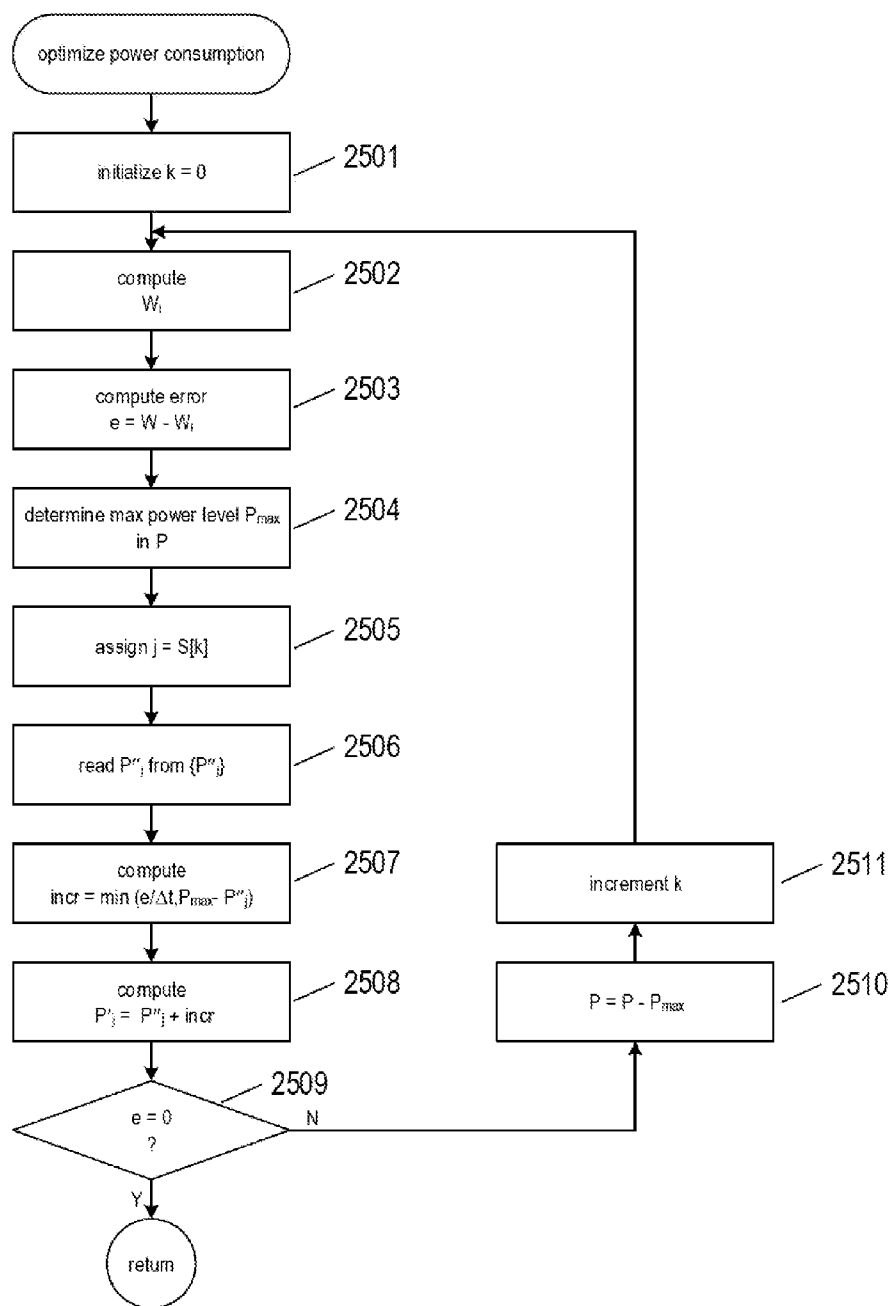 optimize power consumption
initialize k = 0
2501
compute
Wᵢ
2502
compute error
e = W - Wᵢ
2503
determine max power level Pmax
in P
2504
assign j = S[k]
2505
read P″ⱼ from {P″ⱼ}
2506
compute
incr = min (e/Δt,Pmax- P″ⱼ)
2507
compute
P′ⱼ = P″ⱼ + incr
2508
e = 0
?
2509
N
Y
return
P = P - Pmax
2510
increment k
2511